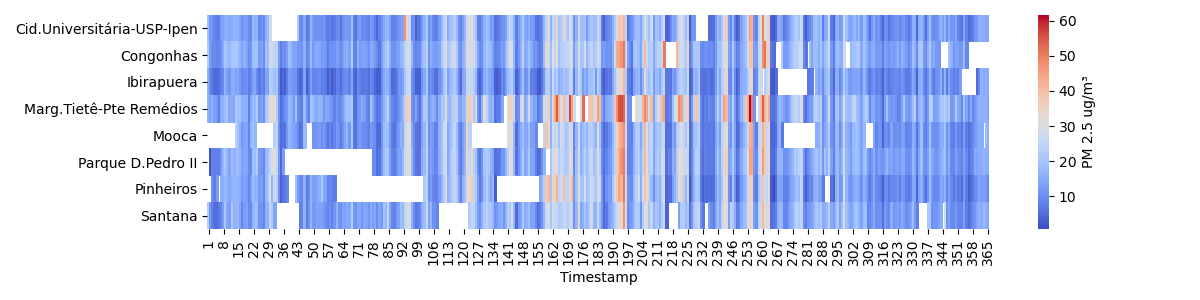 Cid.Universitária-USP-Ipen
Congonhas
Ibirapuera
Marg.Tietê-Pte Remédios
Mooca
Parque D.Pedro II
Pinheiros
Santana
1 8 15 22 29 36 43 50 57 64 71 78 85 92 99 106 113 120 127 134 141 148 155 162 169 176 183 190 197 204 211 218 225 232 239 246 253 260 267 274 281 288 295 302 309 316 323 330 337 344 351 358 365
Timestamp
60
50
40
30
20
10
PM 2.5 ug/m³